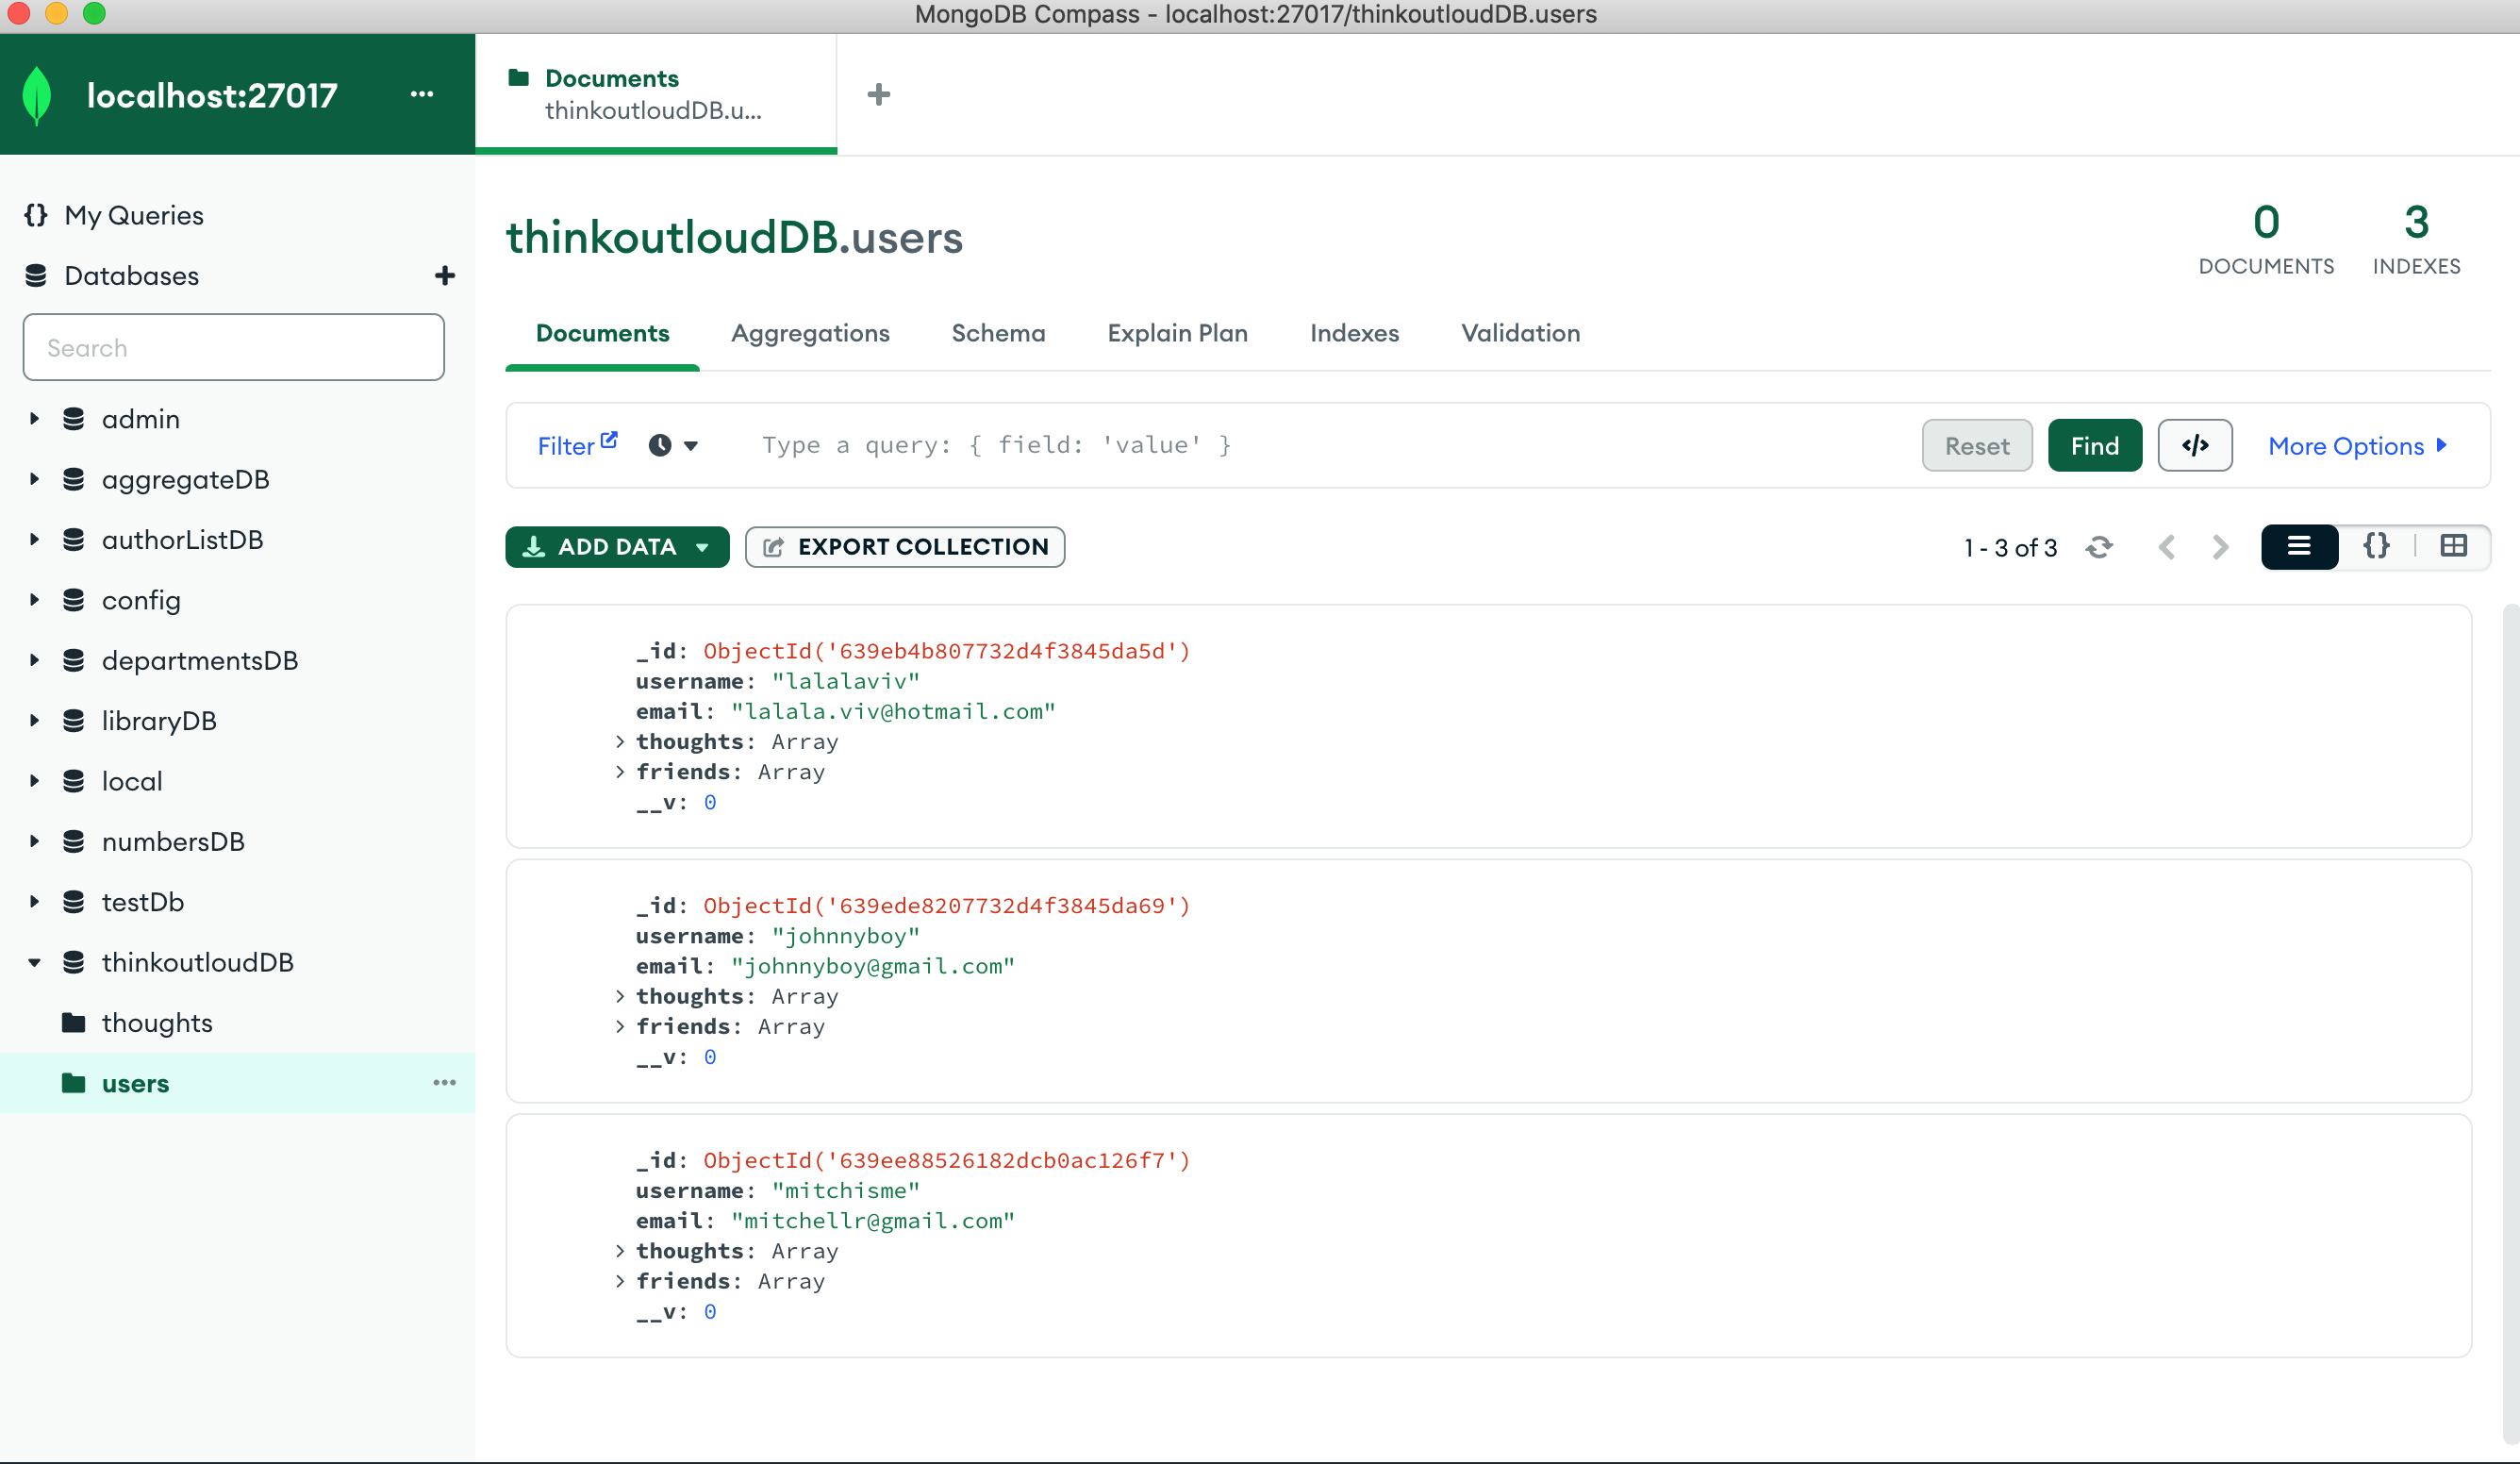 MongoDB Compass - localhost:27017/thinkoutloudDB.users
localhost:27017
Documents
thinkoutloudDB.u...
My Queries
Databases
Search
admin
aggregateDB
authorListDB
config
departmentsDB
libraryDB
local
numbersDB
testDb
thinkoutloudDB
thoughts
users
thinkoutloudDB.users
0
DOCUMENTS
3
INDEXES
Documents Aggregations Schema Explain Plan Indexes Validation
Filter Type a query: { field: 'value' } Reset Find </> More Options
ADD DATA EXPORT COLLECTION 1 - 3 of 3 {}
_id: ObjectId('639eb4b807732d4f3845da5d')
username: "lalalaviv"
email: "lalala.viv@hotmail.com"
thoughts: Array
friends: Array
__v: 0
_id: ObjectId('639ede8207732d4f3845da69')
username: "johnnyboy"
email: "johnnyboy@gmail.com"
thoughts: Array
friends: Array
__v: 0
_id: ObjectId('639ee88526182dcb0ac126f7')
username: "mitchisme"
email: "mitchellr@gmail.com"
thoughts: Array
friends: Array
__v: 0